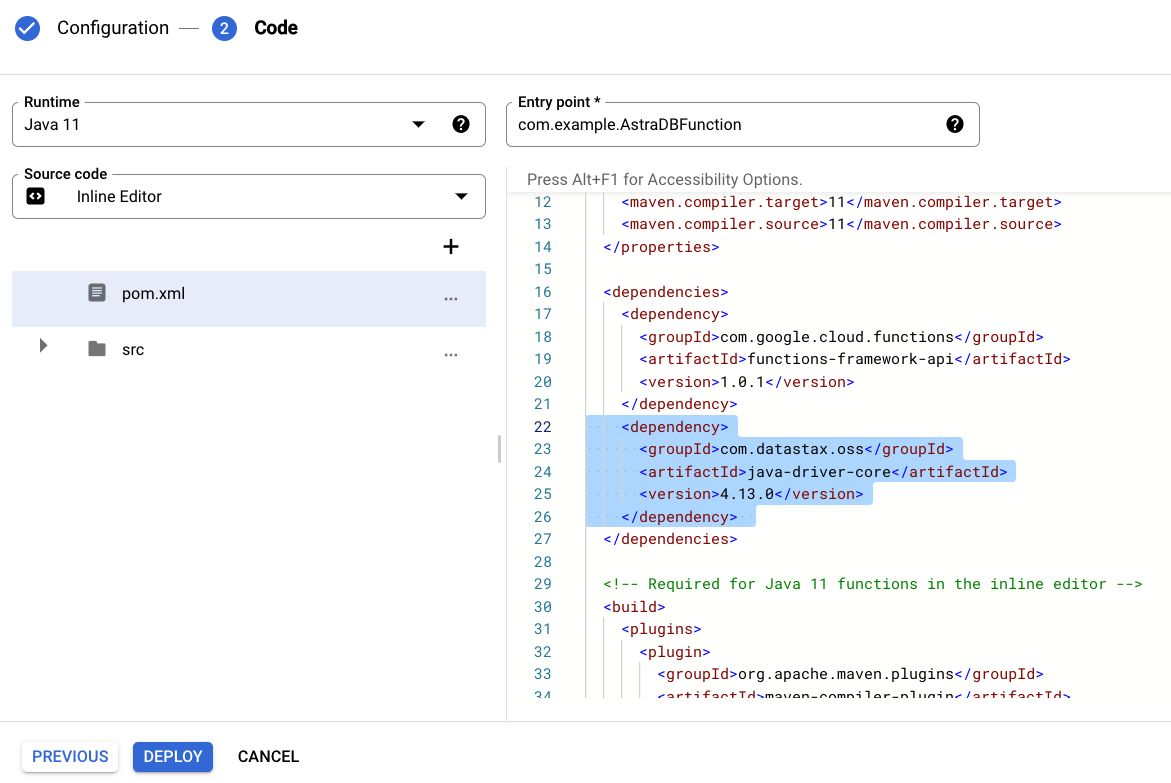 Configuration — 2 Code
Runtime
Java 11
Entry point *
com.example.AstraDBFunction
Source code
Inline Editor
+
pom.xml ...
src ...
Press Alt+F1 for Accessibility Options.
12 <maven.compiler.target>11</maven.compiler.target>
13 <maven.compiler.source>11</maven.compiler.source>
14 </properties>
15
16 <dependencies>
17 <dependency>
18 <groupId>com.google.cloud.functions</groupId>
19 <artifactId>functions-framework-api</artifactId>
20 <version>1.0.1</version>
21 </dependency>
22 <dependency>
23 <groupId>com.datastax.oss</groupId>
24 <artifactId>java-driver-core</artifactId>
25 <version>4.13.0</version>
26 </dependency>
27 </dependencies>
28
29 <!-- Required for Java 11 functions in the inline editor -->
30 <build>
31 <plugins>
32 <plugin>
33 <groupId>org.apache.maven.plugins</groupId>
34 <artifactId>maven-compiler-plugin</artifactId>
PREVIOUS DEPLOY CANCEL